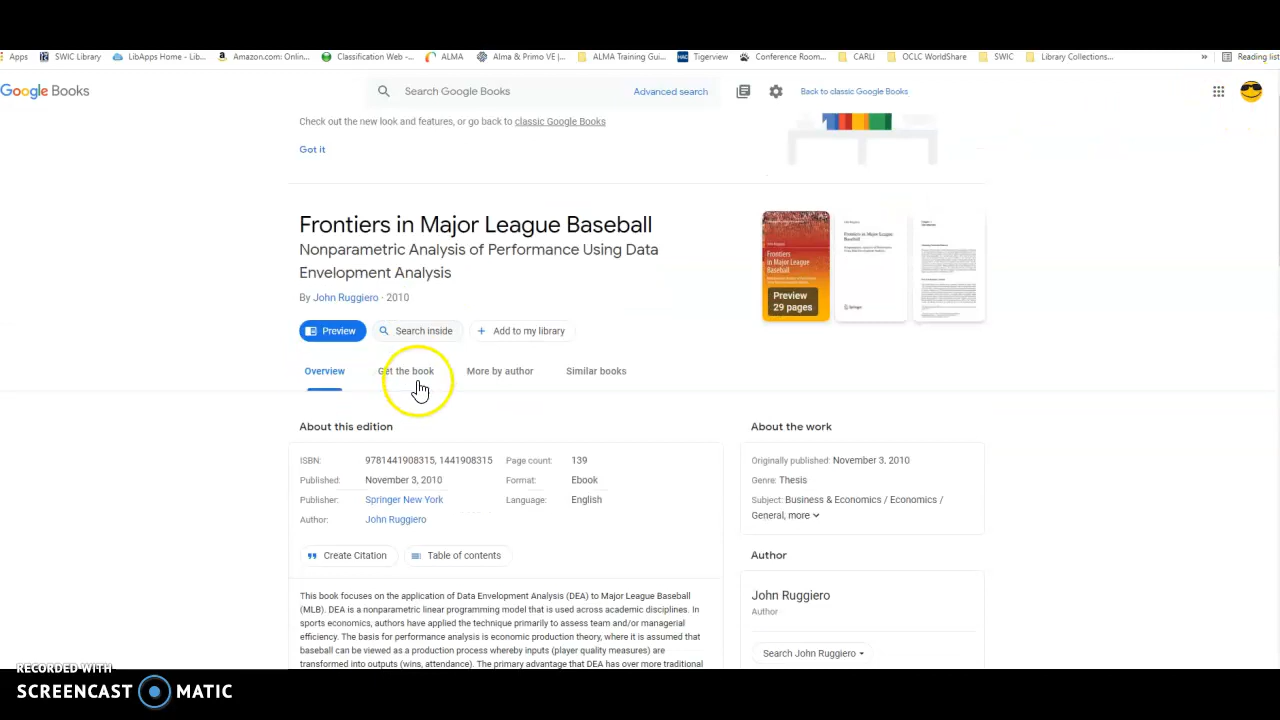 Apps SWIC Library LibApps Home - Lib... Amazon.com: Onlin... Classification Web -... ALMA Alma & Primo VE |... ALMA Training Gui... Tigerview Conference Room... CARLI OCLC WorldShare SWIC Library Collections... » Reading list
Google Books Search Google Books Advanced search Back to classic Google Books
Check out the new look and features, or go back to classic Google Books
Got it
Frontiers in Major League Baseball
Nonparametric Analysis of Performance Using Data
Envelopment Analysis
By John Ruggiero · 2010
Frontiers
in Major
League
Baseball
Preview
29 pages
Frontiers in Major League
Baseball
Preview Search inside + Add to my library
Overview Get the book More by author Similar books
About this edition
ISBN: 9781441908315, 1441908315 Page count: 139
Published: November 3, 2010 Format: Ebook
Publisher: Springer New York Language: English
Author: John Ruggiero
Create Citation Table of contents
This book focuses on the application of Data Envelopment Analysis (DEA) to Major League Baseball
(MLB). DEA is a nonparametric linear programming model that is used across academic disciplines. In
sports economics, authors have applied the technique primarily to assess team and/or managerial
efficiency. The basis for performance analysis is economic production theory, where it is assumed that
baseball can be viewed as a production process whereby inputs (player quality measures) are
transformed into outputs (wins, attendance). The primary advantage that DEA has over more traditional
About the work
Originally published: November 3, 2010
Genre: Thesis
Subject: Business & Economics / Economics /
General, more
Author
John Ruggiero
Author
Search John Ruggiero
RECORDED WITH
SCREENCAST MATIC